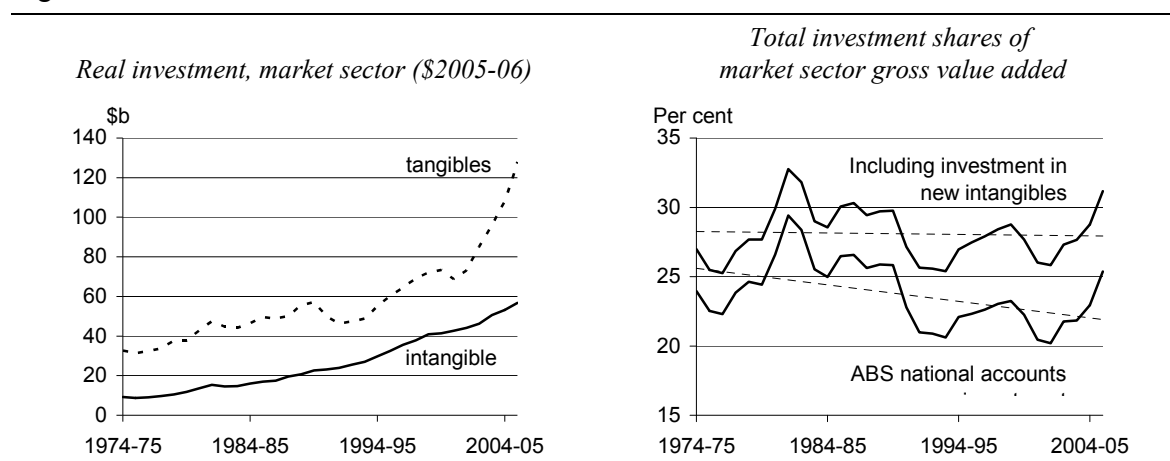 Real investment, market sector ($2005-06)
$b
140
120
100
80
60
40
20
0
tangibles
intangible
1974-75 1984-85 1994-95 2004-05
Total investment shares of
market sector gross value added
Per cent
35
30
25
20
15
Including investment in
new intangibles
ABS national accounts
1974-75 1984-85 1994-95 2004-05